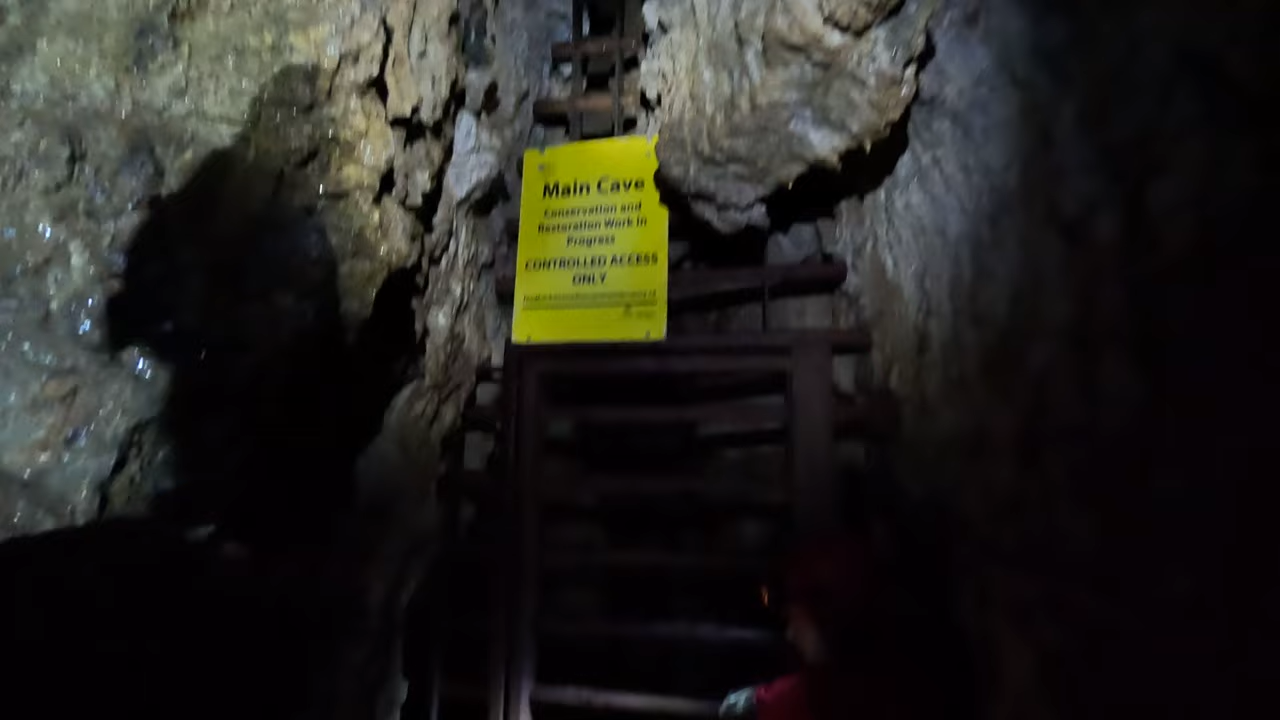 Main Cave
Conservation and
Restoration Work in
Progress
CONTROLLED ACCESS
ONLY